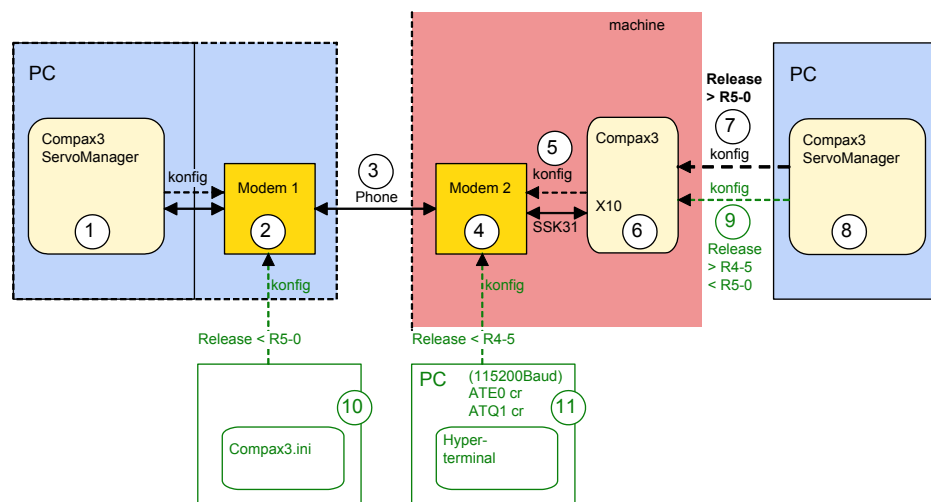 machine
PC
Compax3
ServoManager
1
konfig
Modem 1
2
3
Phone
Modem 2
4
5
konfig
SSK31
Compax3
X10
6
Release
> R5-0
7
konfig
konfig
9
Release
> R4-5
< R5-0
PC
Compax3
ServoManager
8
konfig
Release < R5-0
konfig
Release < R4-5
10
Compax3.ini
PC
(115200Baud)
ATE0 cr
ATQ1 cr
11
Hyper-
terminal